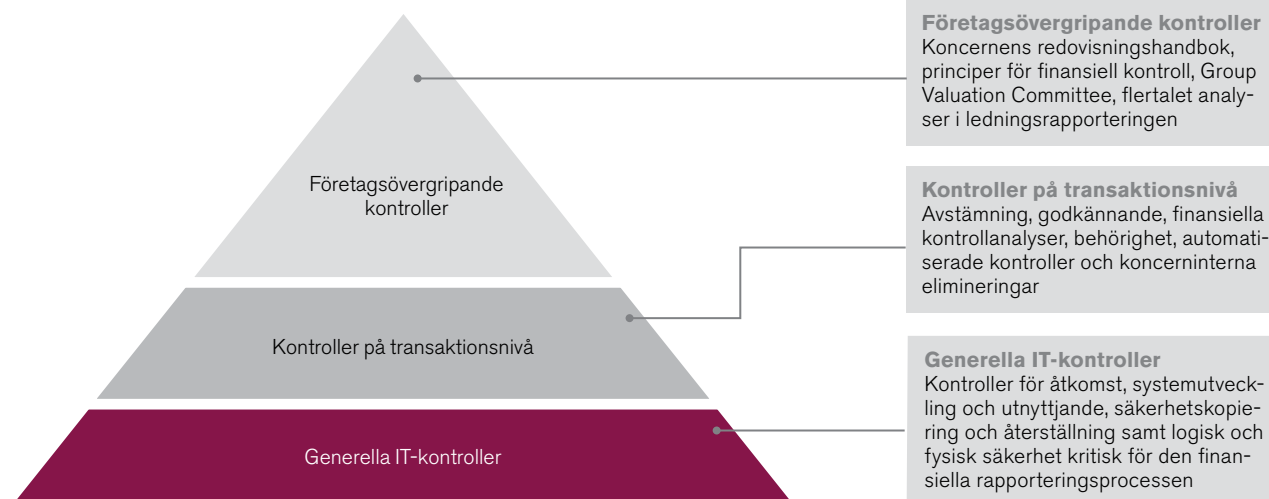 Företagsövergripande
kontroller
Kontroller på transaktionsnivå
Generella IT-kontroller
Företagsövergripande kontroller
Koncernens redovisningshandbok,
principer för finansiell kontroll, Group
Valuation Committee, flertalet analy-
ser i ledningsrapporteringen
Kontroller på transaktionsnivå
Avstämning, godkännande, finansiella
kontrollanalyser, behörighet, automati-
serade kontroller och koncerninterna
elimineringar
Generella IT-kontroller
Kontroller för åtkomst, systemutveck-
ling och utnyttjande, säkerhetskopie-
ring och återställning samt logisk och
fysisk säkerhet kritisk för den finan-
siella rapporteringsprocessen